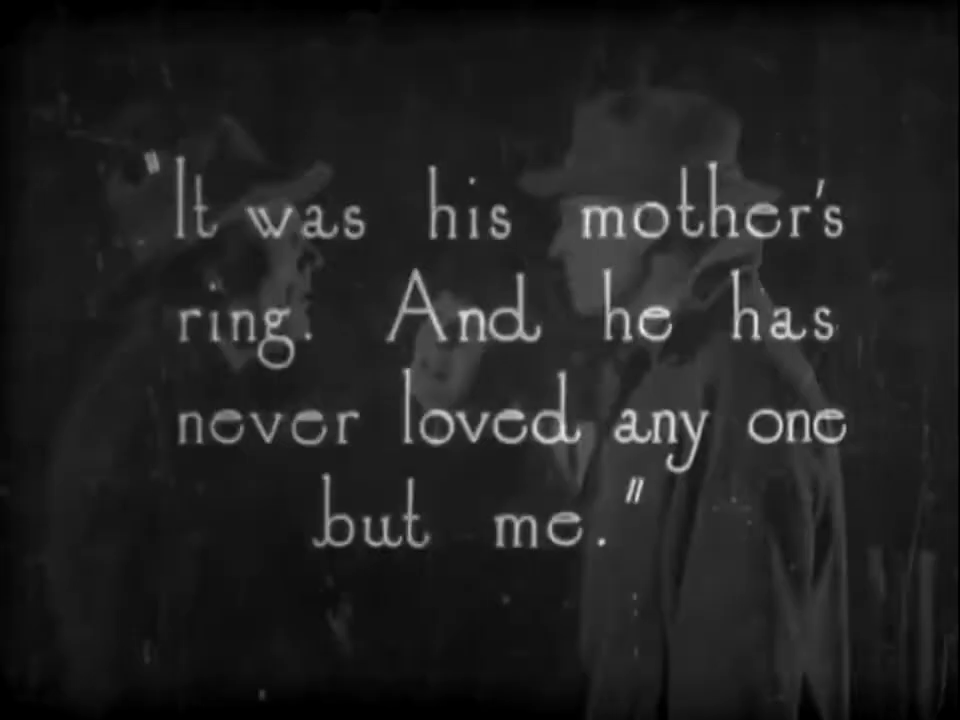 "It was his mother's
ring. And he has
never loved any one
but me."